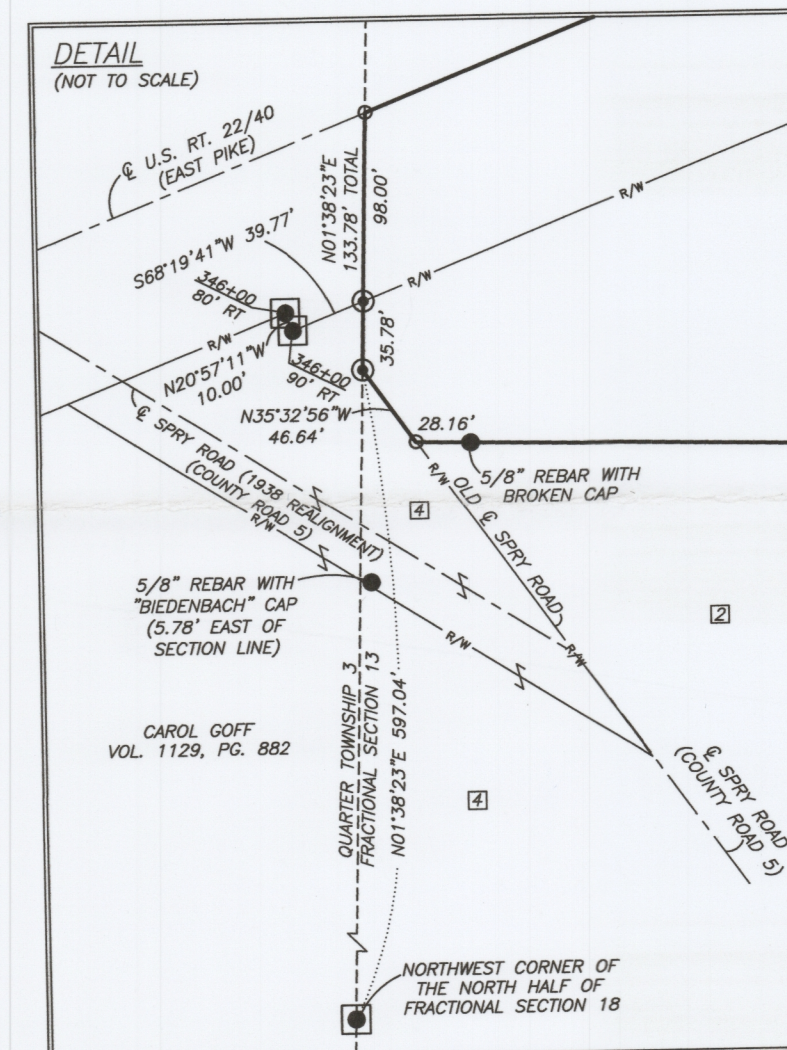 DETAIL
(NOT TO SCALE)
℄ U.S. RT. 22/40
(EAST PIKE)
N01°38'23"E
133.78' TOTAL
98.00'
R/W
S68°19'41"W 39.77'
R/W
346+00
80' RT
R/W
35.78'
N20°57'11"W
10.00'
346+00
90' RT
N35°32'56"W
46.64'
28.16'
5/8" REBAR WITH
BROKEN CAP
R/W
OLD ℄ SPRY ROAD
℄ SPRY ROAD (1938 REALIGNMENT)
(COUNTY ROAD 5)
R/W
4
5/8" REBAR WITH
"BIEDENBACH" CAP
(5.78' EAST OF
SECTION LINE)
2
R/W
R/W
QUARTER TOWNSHIP 3
FRACTIONAL SECTION 13
N01°38'23"E 597.04'
CAROL GOFF
VOL. 1129, PG. 882
4
℄ SPRY ROAD
(COUNTY ROAD 5)
NORTHWEST CORNER OF
THE NORTH HALF OF
FRACTIONAL SECTION 18